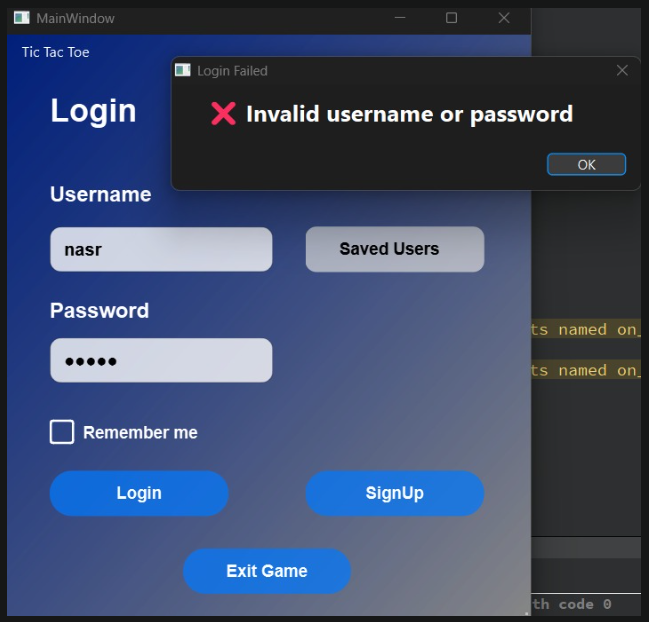 MainWindow
Tic Tac Toe
Login Failed
❌ Invalid username or password
OK
Login
Username
nasr
Saved Users
Password
•••••
Remember me
Login
SignUp
Exit Game
ts named on_
ts named on_
th code 0